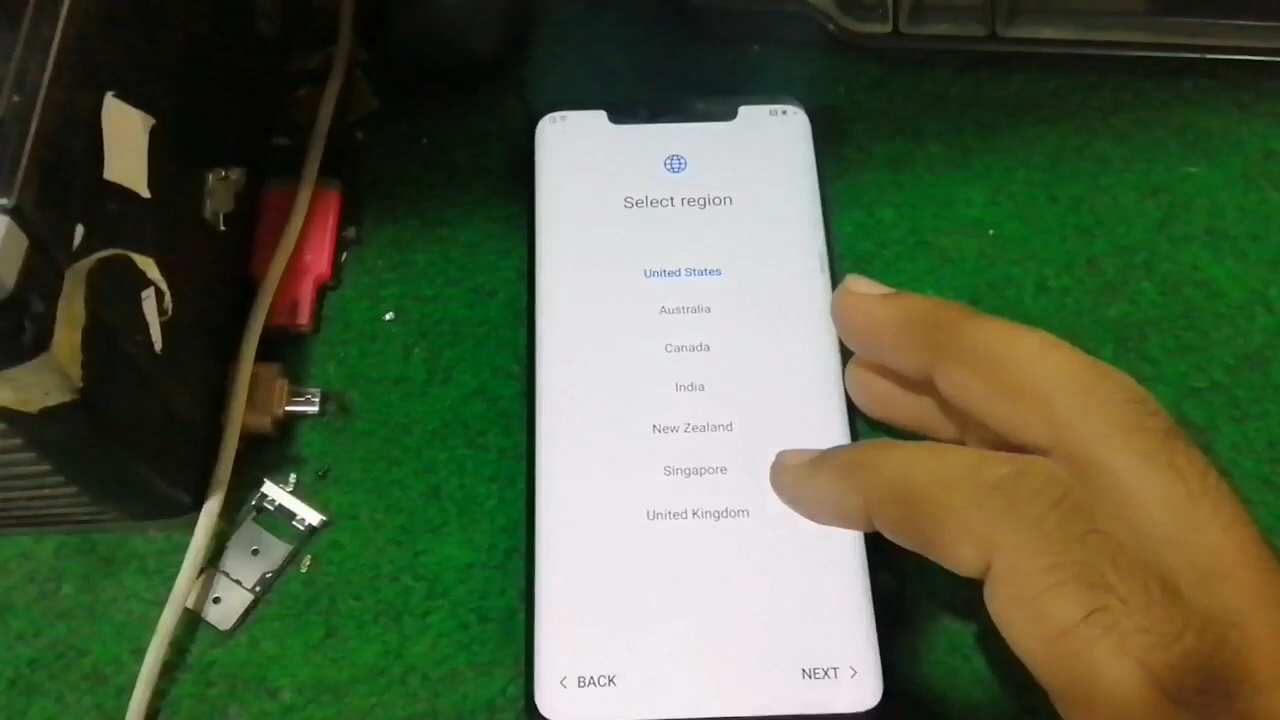 Select region
United States
Australia
Canada
India
New Zealand
Singapore
United Kingdom
BACK
NEXT